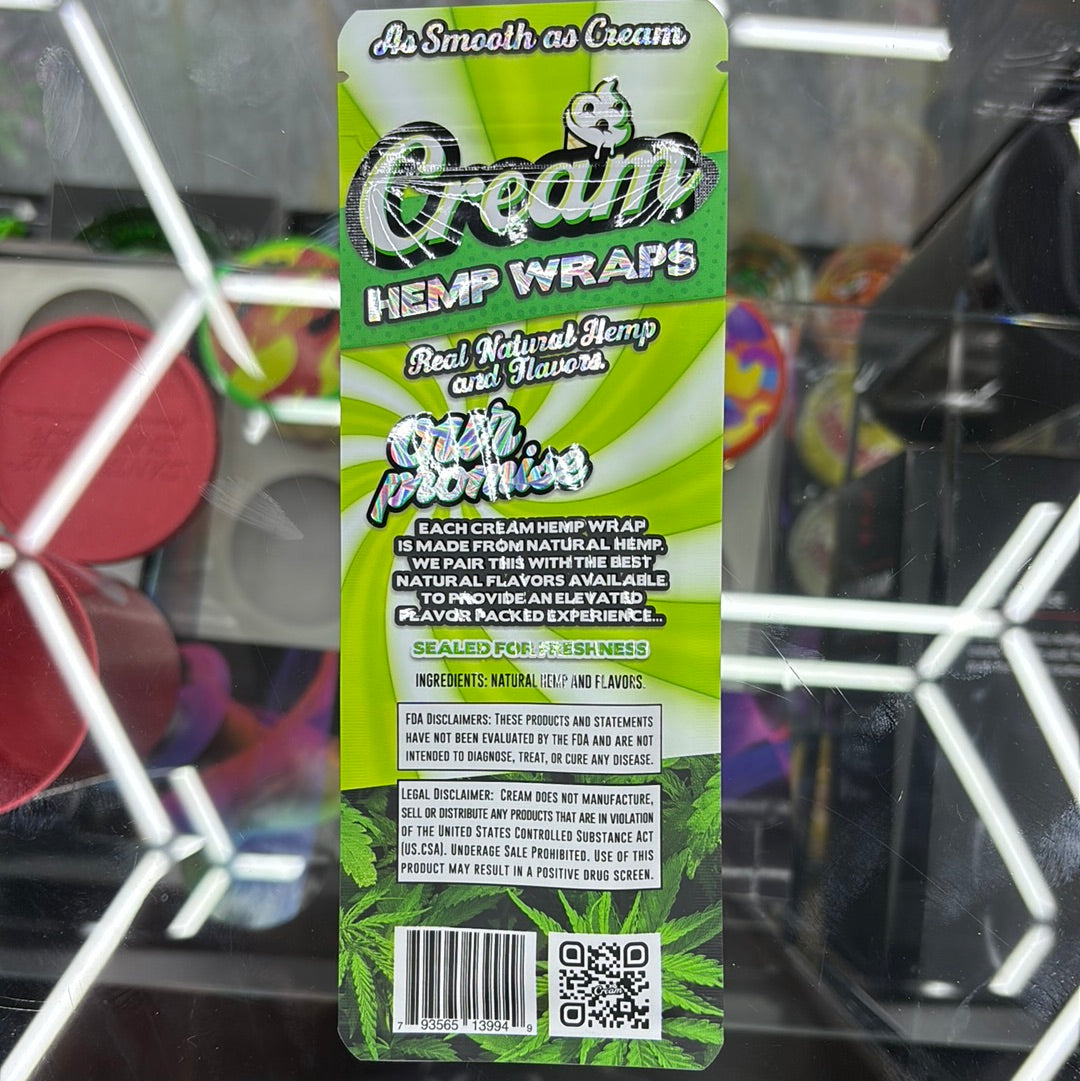 As Smooth as Cream
Cream
HEMP WRAPS
Real Natural Hemp
and Flavors.
our
promise
EACH CREAM HEMP WRAP
IS MADE FROM NATURAL HEMP.
WE PAIR THIS WITH THE BEST
NATURAL FLAVORS AVAILABLE
TO PROVIDE AN ELEVATED
FLAVOR PACKED EXPERIENCE...
SEALED FOR FRESHNESS
INGREDIENTS: NATURAL HEMP AND FLAVORS.
FDA DISCLAIMERS: THESE PRODUCTS AND STATEMENTS
HAVE NOT BEEN EVALUATED BY THE FDA AND ARE NOT
INTENDED TO DIAGNOSE, TREAT, OR CURE ANY DISEASE.
LEGAL DISCLAIMER: CREAM DOES NOT MANUFACTURE,
SELL OR DISTRIBUTE ANY PRODUCTS THAT ARE IN VIOLATION
OF THE UNITED STATES CONTROLLED SUBSTANCE ACT
(US.CSA). UNDERAGE SALE PROHIBITED. USE OF THIS
PRODUCT MAY RESULT IN A POSITIVE DRUG SCREEN.
Cream
7 93565 13994 9